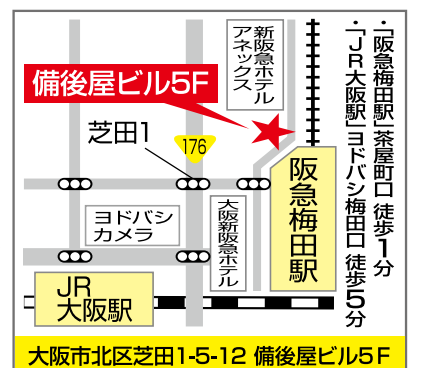 ・「阪急梅田駅」茶屋町口 徒歩1分
・「JR大阪駅」ヨドバシ梅田口 徒歩5分
新阪急ホテル
アネックス
備後屋ビル5F
芝田1
176
阪急梅田駅
ヨドバシ
カメラ
大阪新阪急ホテル
JR
大阪駅
大阪市北区芝田1-5-12 備後屋ビル5F